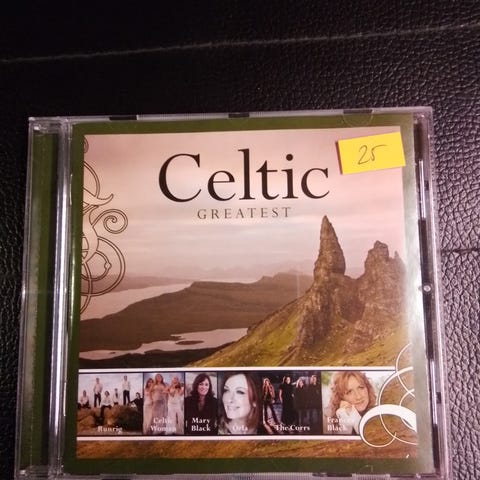 Celtic
GREATEST
25
Runrig
Celtic Woman
Mary Black
Orla
The Corrs
Frances Black